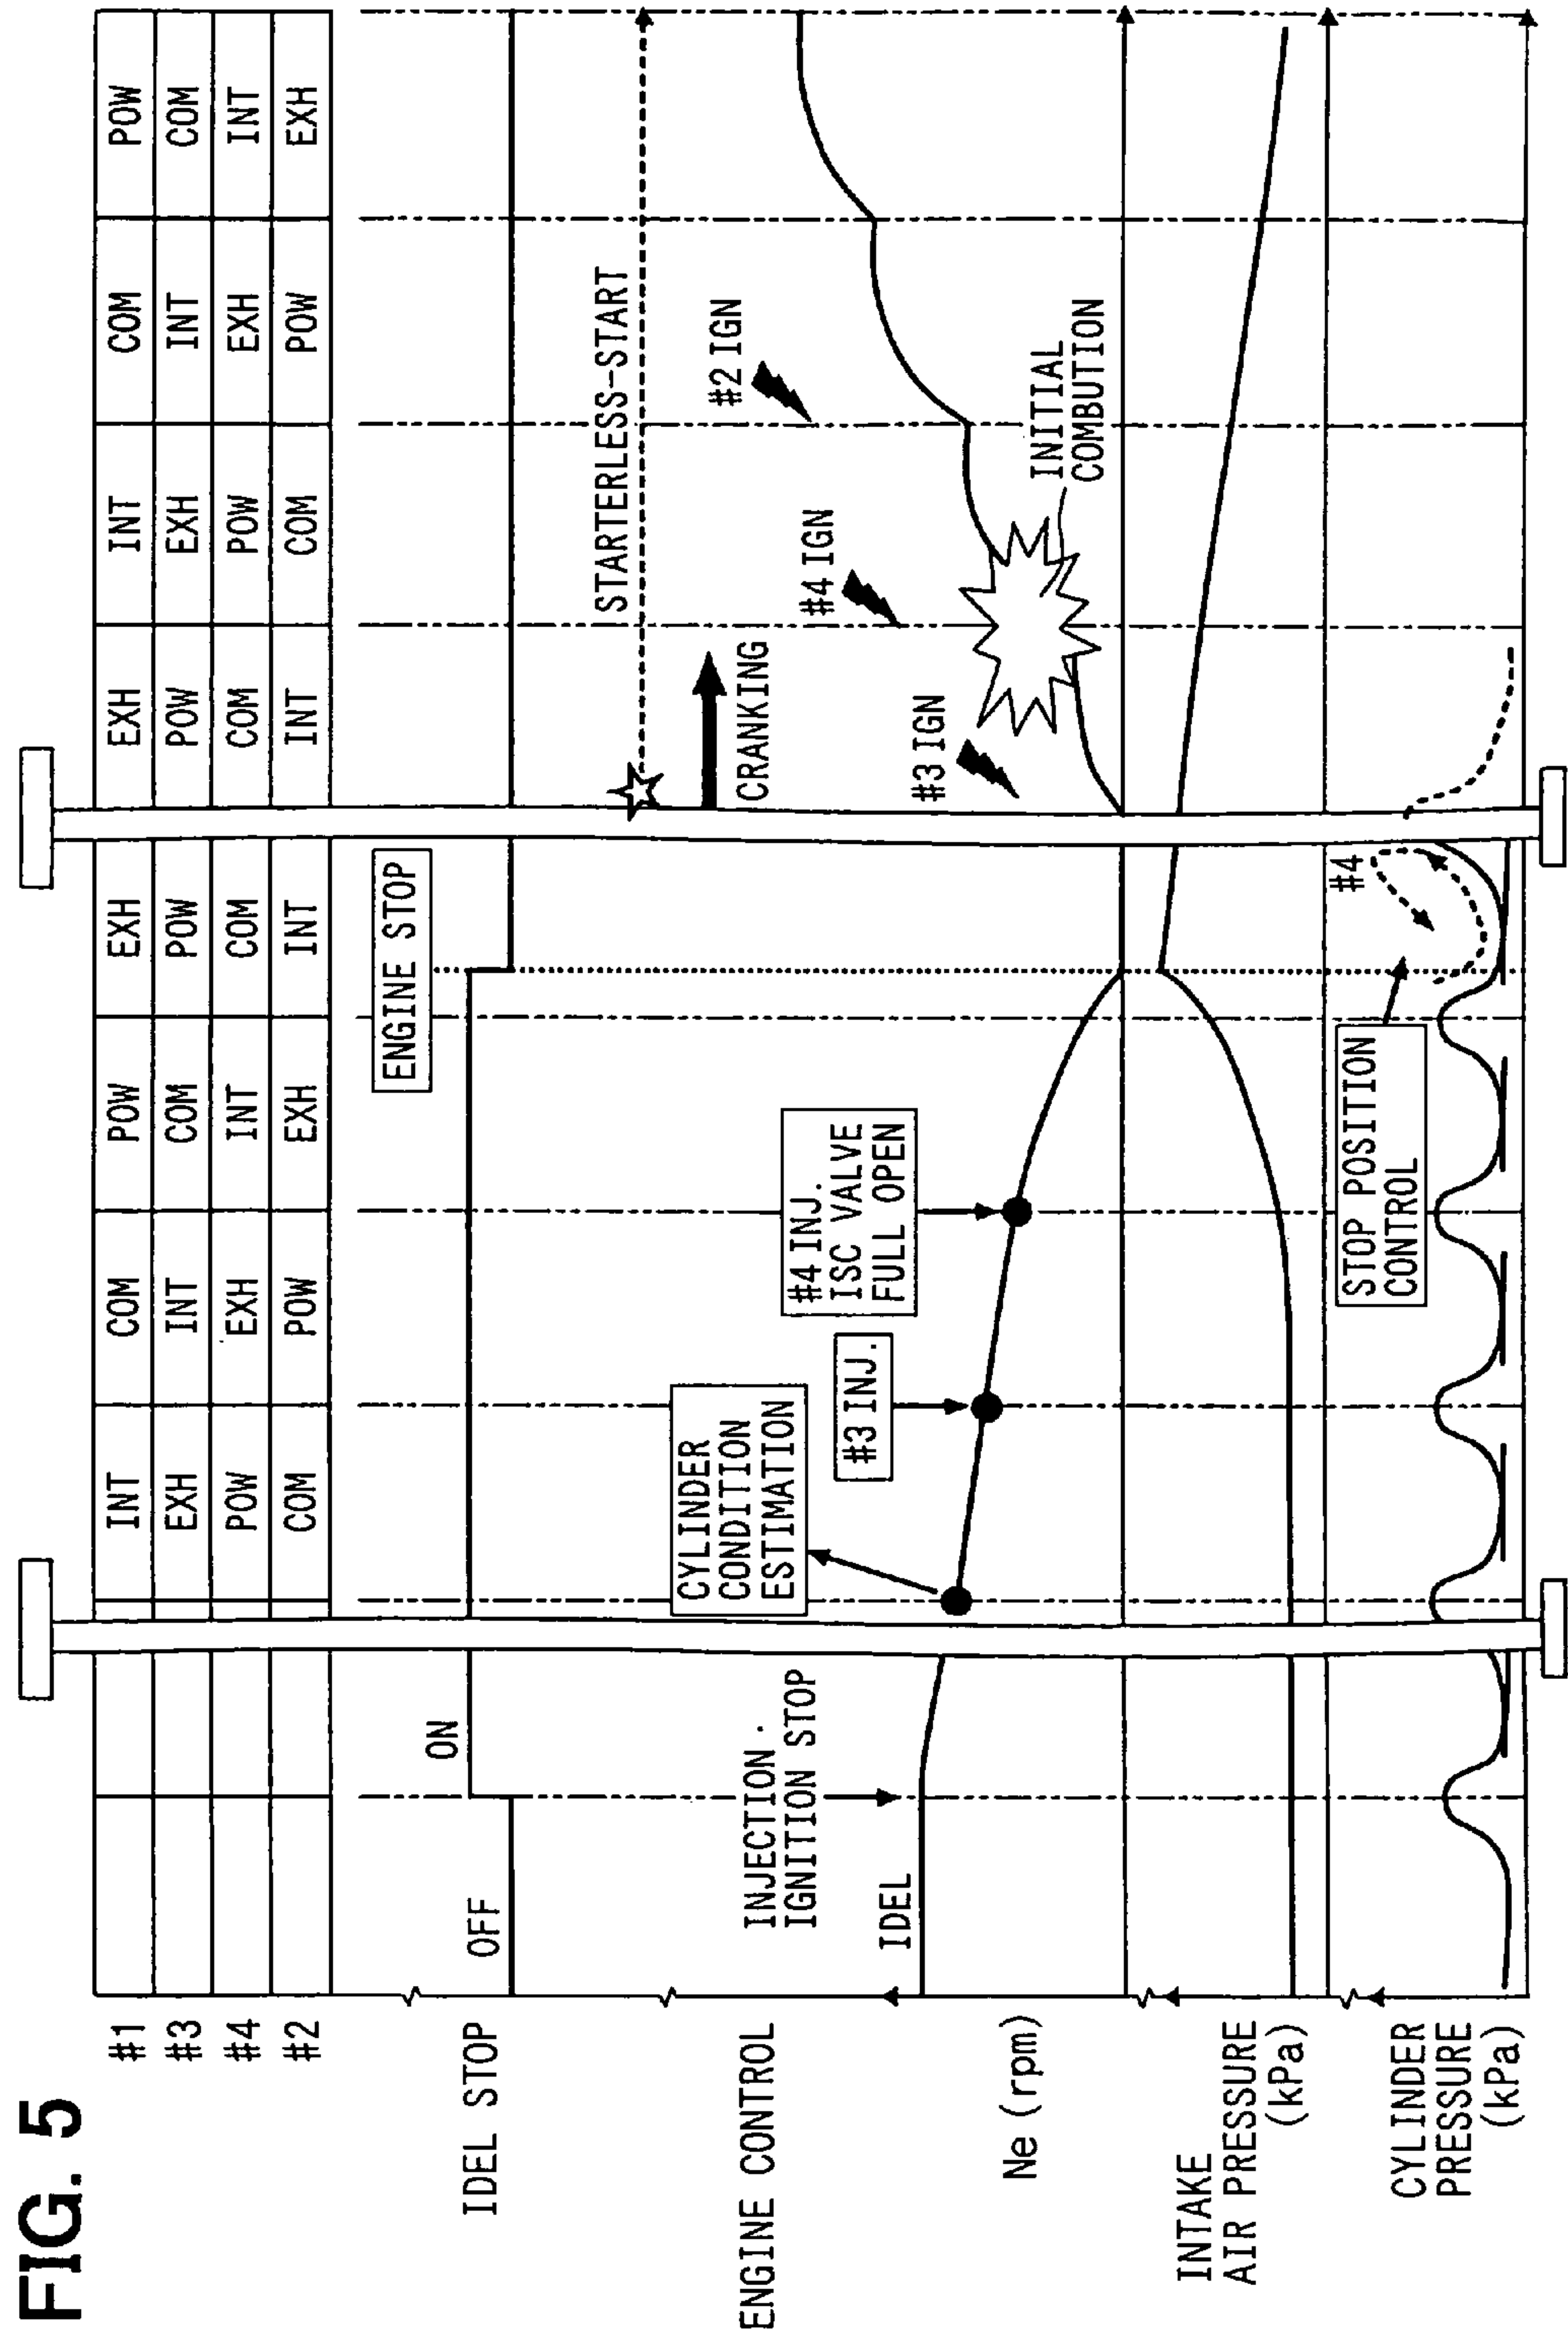 FIG. 5
#1 INT COM POW EXH EXH INT COM POW
#3 EXH INT COM POW POW EXH INT COM
#4 POW EXH INT COM COM POW EXH INT
#2 COM POW EXH INT INT COM POW EXH
IDEL STOP
OFF
ON
ENGINE STOP
ENGINE CONTROL
INJECTION ·
IGNITION STOP
CYLINDER
CONDITION
ESTIMATION
#3 INJ.
#4 INJ.
ISC VALVE
FULL OPEN
STARTERLESS-START
CRANKING
#3 IGN
#4 IGN
#2 IGN
INITIAL
COMBUTION
Ne (rpm)
IDEL
INTAKE
AIR PRESSURE
(kPa)
CYLINDER
PRESSURE
(kPa)
STOP POSITION
CONTROL
#4